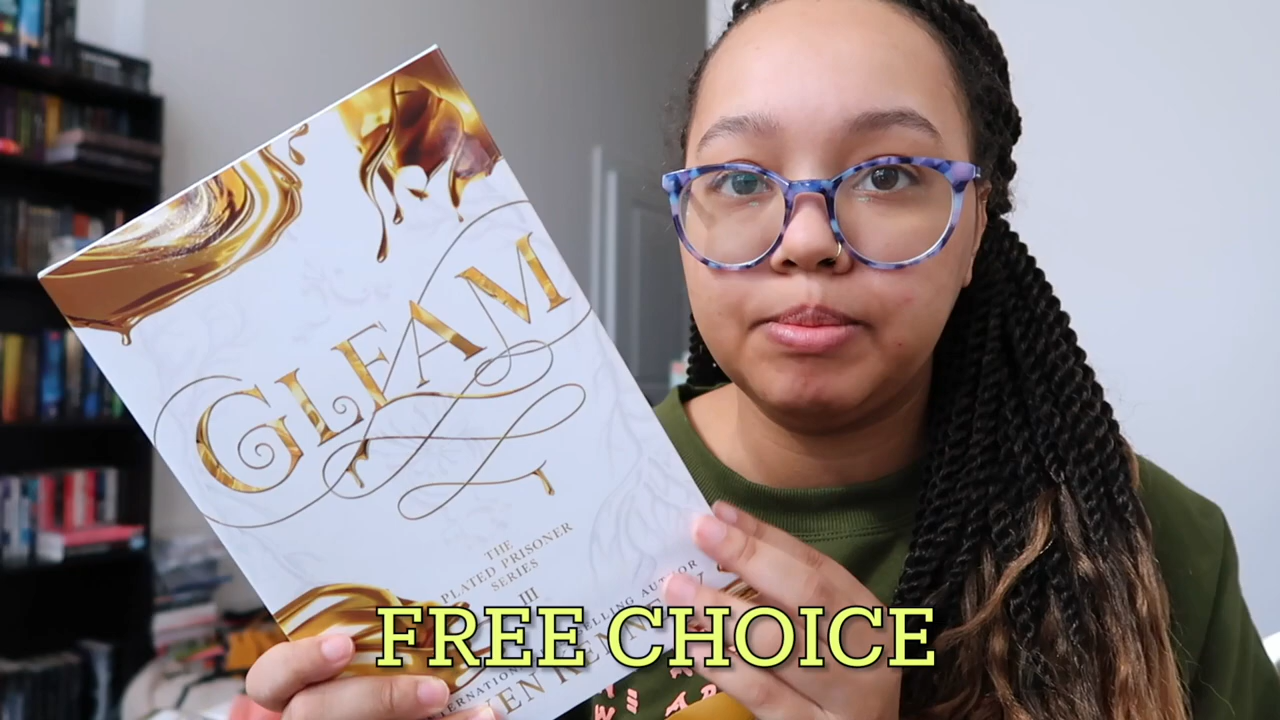 GLEAM
THE
PLATED PRISONER
SERIES
III
FREE CHOICE